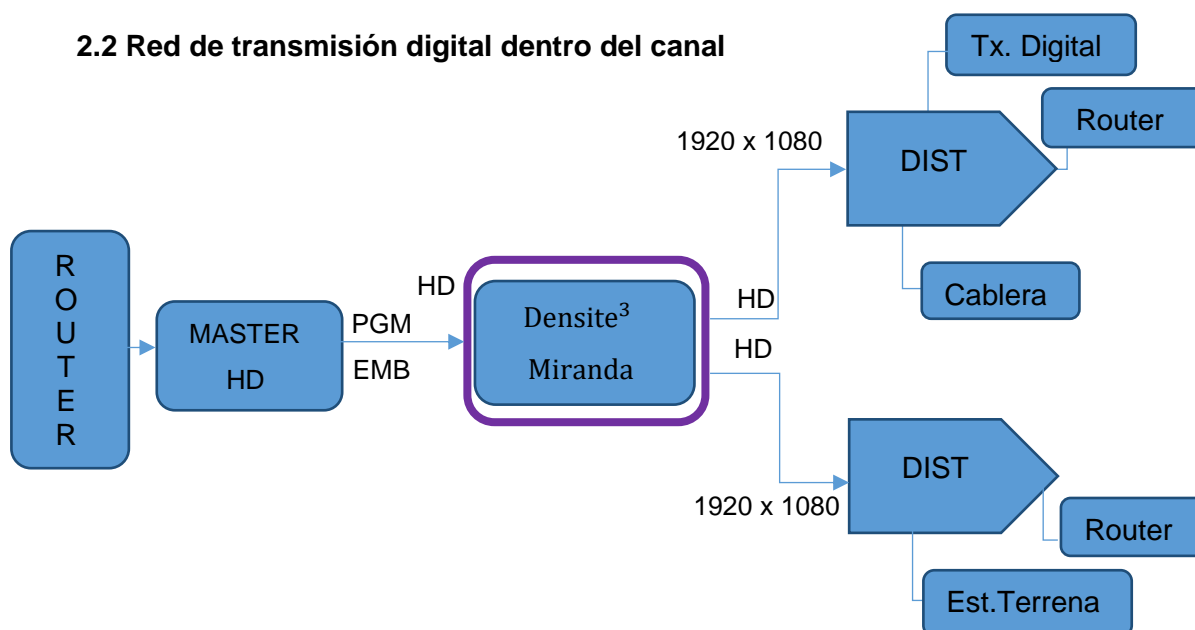 2.2 Red de transmisión digital dentro del canal
Tx. Digital
Router
1920 x 1080
DIST
Cablera
ROUTER
MASTER
HD
PGM
EMB
HD
Densite³
Miranda
HD
HD
DIST
1920 x 1080
Router
Est.Terrena